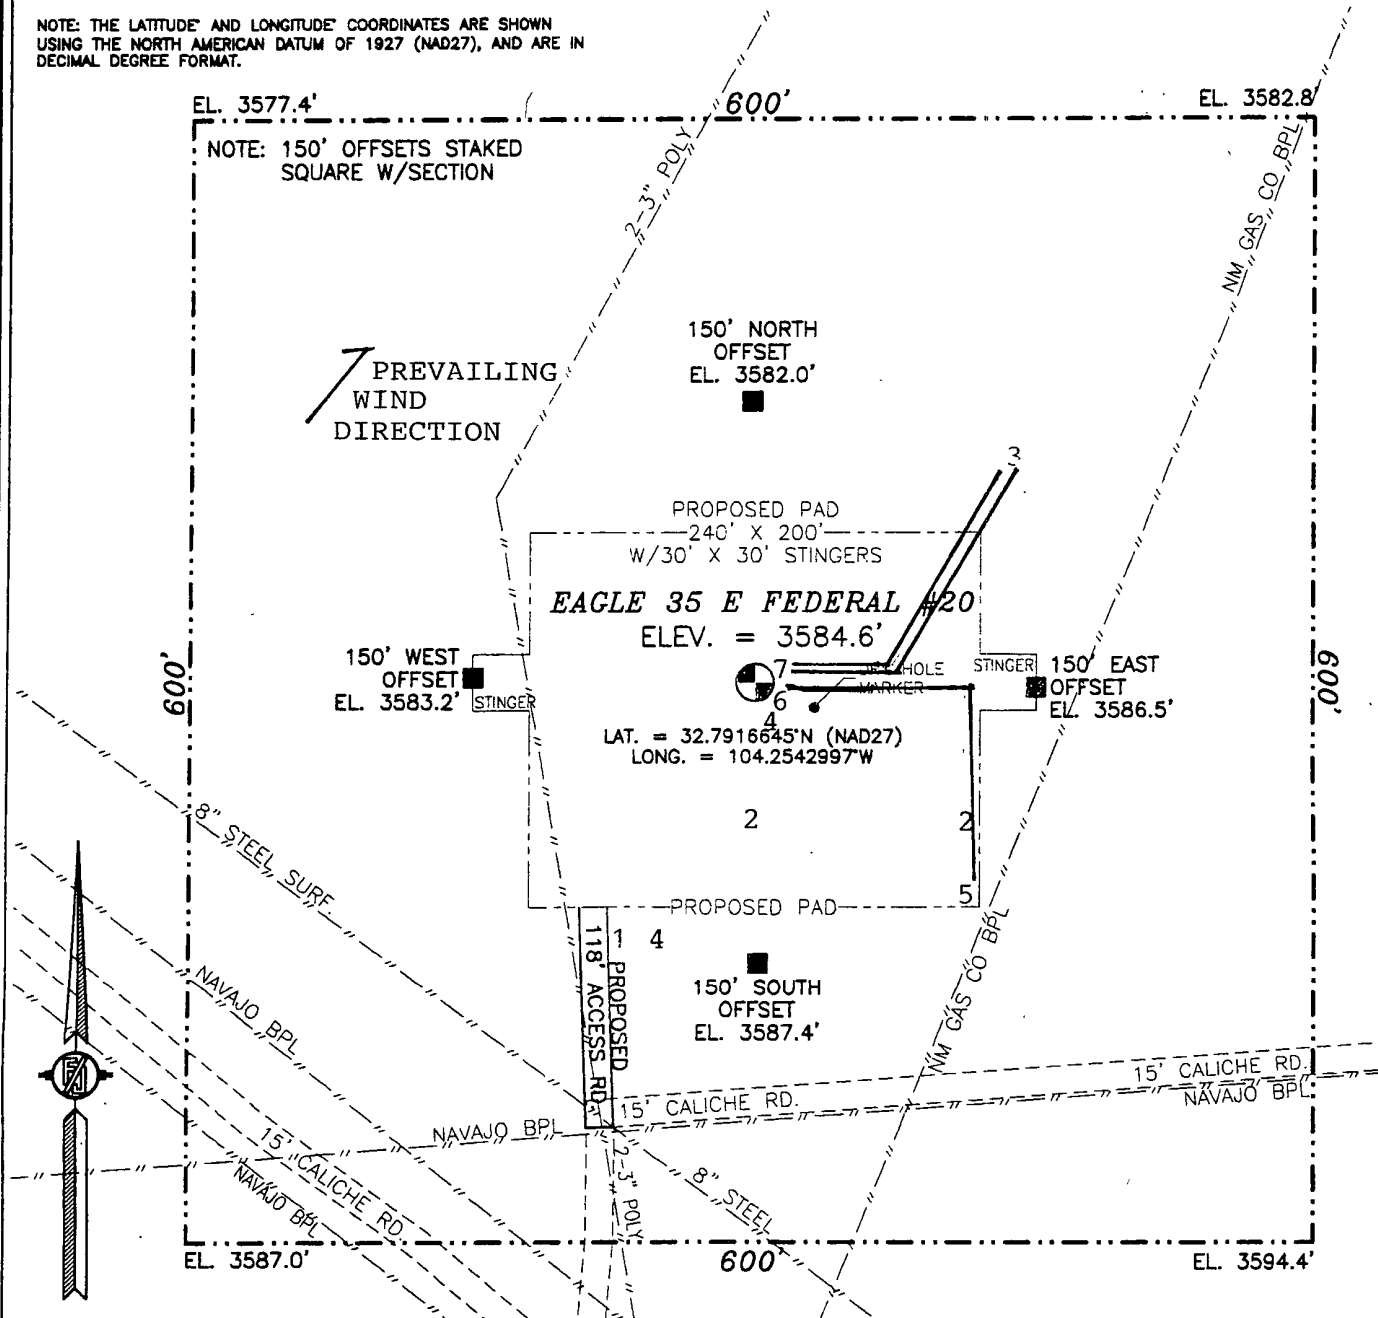 NOTE: THE LATITUDE AND LONGITUDE COORDINATES ARE SHOWN
USING THE NORTH AMERICAN DATUM OF 1927 (NAD27), AND ARE IN
DECIMAL DEGREE FORMAT.
EL. 3577.4'
600'
EL. 3582.8'
NOTE: 150' OFFSETS STAKED
SQUARE W/SECTION
2-3" POLY
NM GAS CO BPL
150' NORTH
OFFSET
EL. 3582.0'
PREVAILING
WIND
DIRECTION
3
PROPOSED PAD
240' X 200'
W/30' X 30' STINGERS
EAGLE 35 E FEDERAL #20
ELEV. = 3584.6'
600'
150' WEST
OFFSET
EL. 3583.2'
STINGER
7
HOLE
MARKER
6
4
STINGER
150' EAST
OFFSET
EL. 3586.5'
600'
LAT. = 32.7916645°N (NAD27)
LONG. = 104.2542997°W
2
2
5
8" STEEL SURF.
PROPOSED PAD
1 4
PROPOSED
118' ACCESS RD.
150' SOUTH
OFFSET
EL. 3587.4'
NM GAS CO BPL
NAVAJO BPL
15' CALICHE RD.
NAVAJO BPL
15' CALICHE RD.
NAVAJO BPL
15' CALICHE RD.
NAVAJO BPL
2-3" POLY
8" STEEL
EL. 3587.0'
600'
EL. 3594.4'